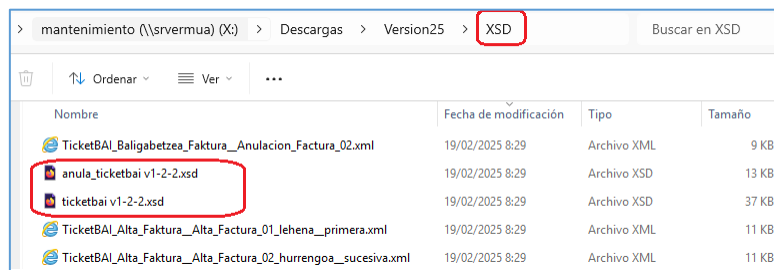 mantenimiento (\\srvermua) (X:) > Descargas > Version25 > XSD Buscar en XSD
Ordenar Ver ...
Nombre Fecha de modificación Tipo Tamaño
TicketBAI_Baligabetzea_Faktura__Anulacion_Factura_02.xml 19/02/2025 8:29 Archivo XML 9 KB
anula_ticketbai v1-2-2.xsd 19/02/2025 8:29 Archivo XSD 13 KB
ticketbai v1-2-2.xsd 19/02/2025 8:29 Archivo XSD 37 KB
TicketBAI_Alta_Faktura__Alta_Factura_01_lehena__primera.xml 19/02/2025 8:29 Archivo XML 11 KB
TicketBAI_Alta_Faktura__Alta_Factura_02_hurrengoa__sucesiva.xml 19/02/2025 8:29 Archivo XML 11 KB